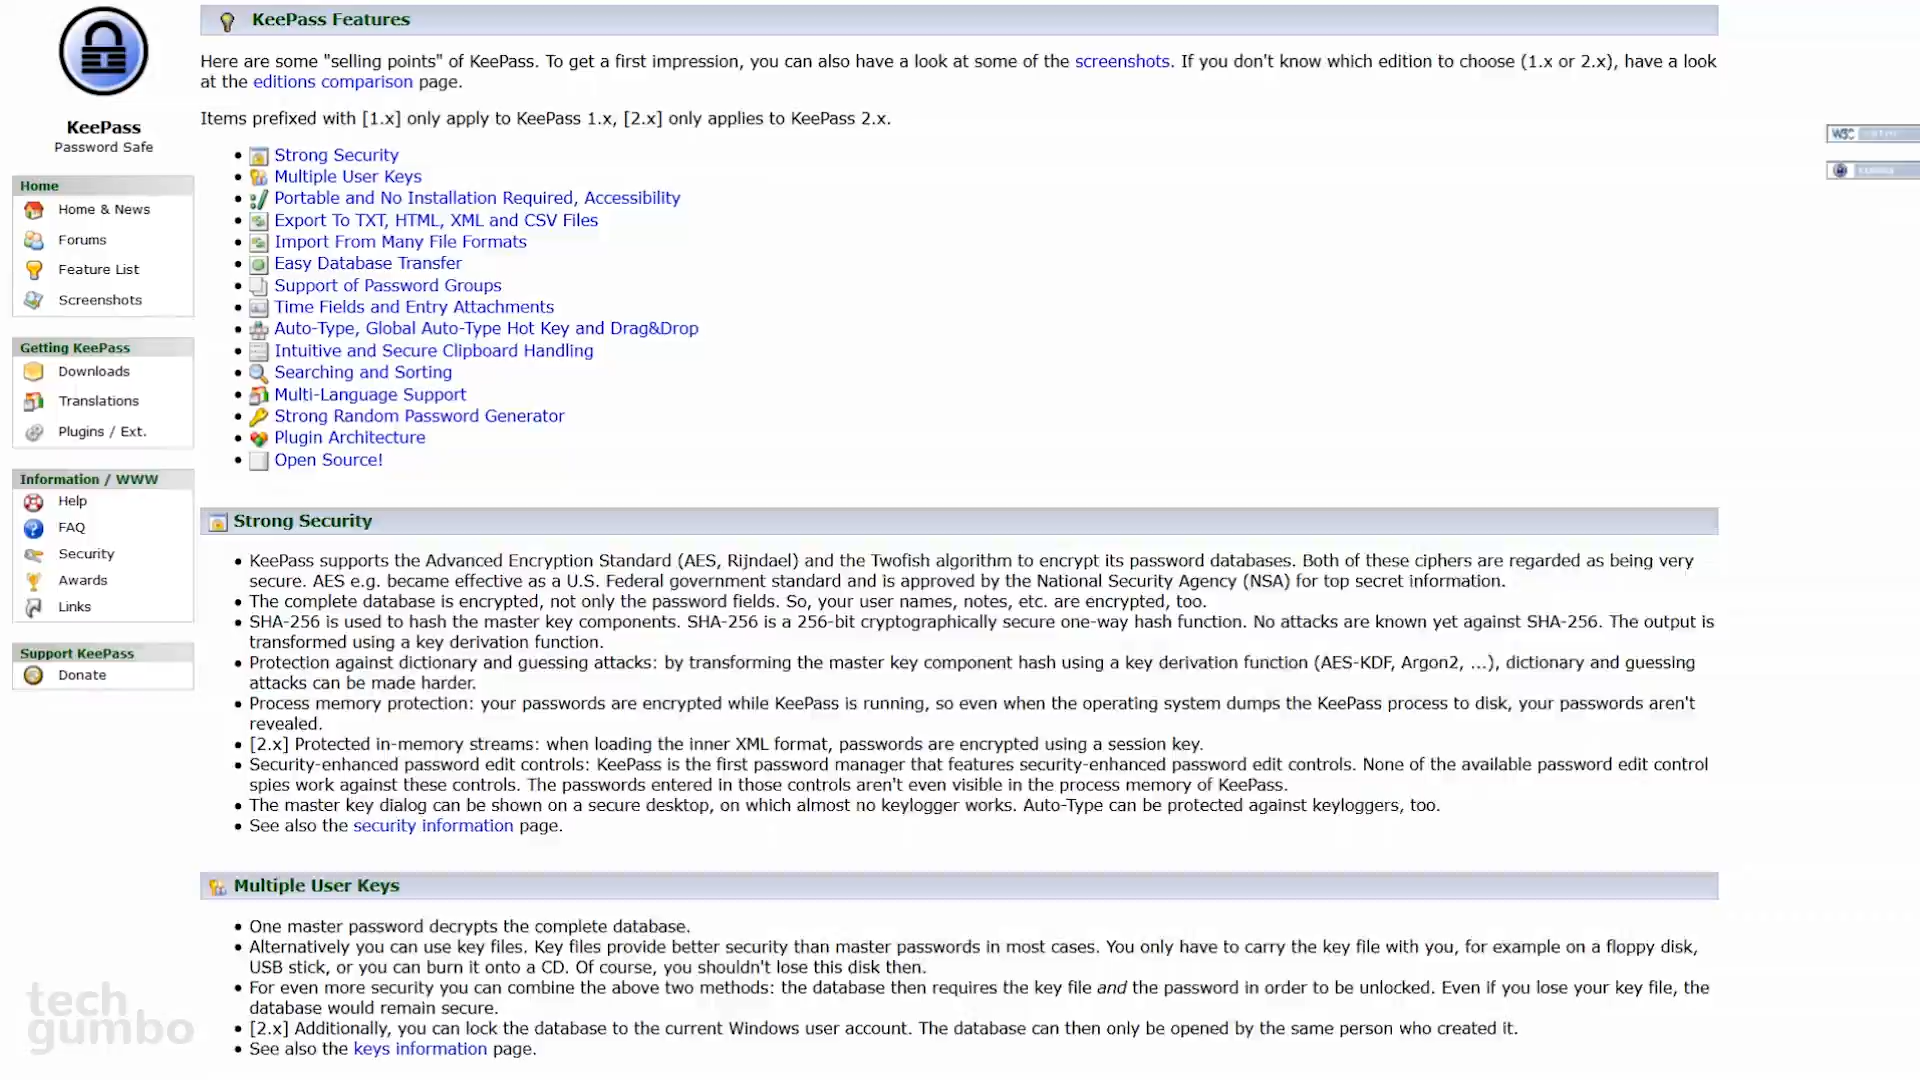 KeePass
Password Safe
Home
Home & News
Forums
Feature List
Screenshots
Getting KeePass
Downloads
Translations
Plugins / Ext.
Information / WWW
Help
FAQ
Security
Awards
Links
Support KeePass
Donate
KeePass Features
Here are some "selling points" of KeePass. To get a first impression, you can also have a look at some of the screenshots. If you don't know which edition to choose (1.x or 2.x), have a look
at the editions comparison page.
Items prefixed with [1.x] only apply to KeePass 1.x, [2.x] only applies to KeePass 2.x.
Strong Security
Multiple User Keys
Portable and No Installation Required, Accessibility
Export To TXT, HTML, XML and CSV Files
Import From Many File Formats
Easy Database Transfer
Support of Password Groups
Time Fields and Entry Attachments
Auto-Type, Global Auto-Type Hot Key and Drag&Drop
Intuitive and Secure Clipboard Handling
Searching and Sorting
Multi-Language Support
Strong Random Password Generator
Plugin Architecture
Open Source!
Strong Security
KeePass supports the Advanced Encryption Standard (AES, Rijndael) and the Twofish algorithm to encrypt its password databases. Both of these ciphers are regarded as being very
secure. AES e.g. became effective as a U.S. Federal government standard and is approved by the National Security Agency (NSA) for top secret information.
The complete database is encrypted, not only the password fields. So, your user names, notes, etc. are encrypted, too.
SHA-256 is used to hash the master key components. SHA-256 is a 256-bit cryptographically secure one-way hash function. No attacks are known yet against SHA-256. The output is
transformed using a key derivation function.
Protection against dictionary and guessing attacks: by transforming the master key component hash using a key derivation function (AES-KDF, Argon2, ...), dictionary and guessing
attacks can be made harder.
Process memory protection: your passwords are encrypted while KeePass is running, so even when the operating system dumps the KeePass process to disk, your passwords aren't
revealed.
[2.x] Protected in-memory streams: when loading the inner XML format, passwords are encrypted using a session key.
Security-enhanced password edit controls: KeePass is the first password manager that features security-enhanced password edit controls. None of the available password edit control
spies work against these controls. The passwords entered in those controls aren't even visible in the process memory of KeePass.
The master key dialog can be shown on a secure desktop, on which almost no keylogger works. Auto-Type can be protected against keyloggers, too.
See also the security information page.
Multiple User Keys
One master password decrypts the complete database.
Alternatively you can use key files. Key files provide better security than master passwords in most cases. You only have to carry the key file with you, for example on a floppy disk,
USB stick, or you can burn it onto a CD. Of course, you shouldn't lose this disk then.
For even more security you can combine the above two methods: the database then requires the key file and the password in order to be unlocked. Even if you lose your key file, the
database would remain secure.
[2.x] Additionally, you can lock the database to the current Windows user account. The database can then only be opened by the same person who created it.
See also the keys information page.
W3C
tech
gumbo